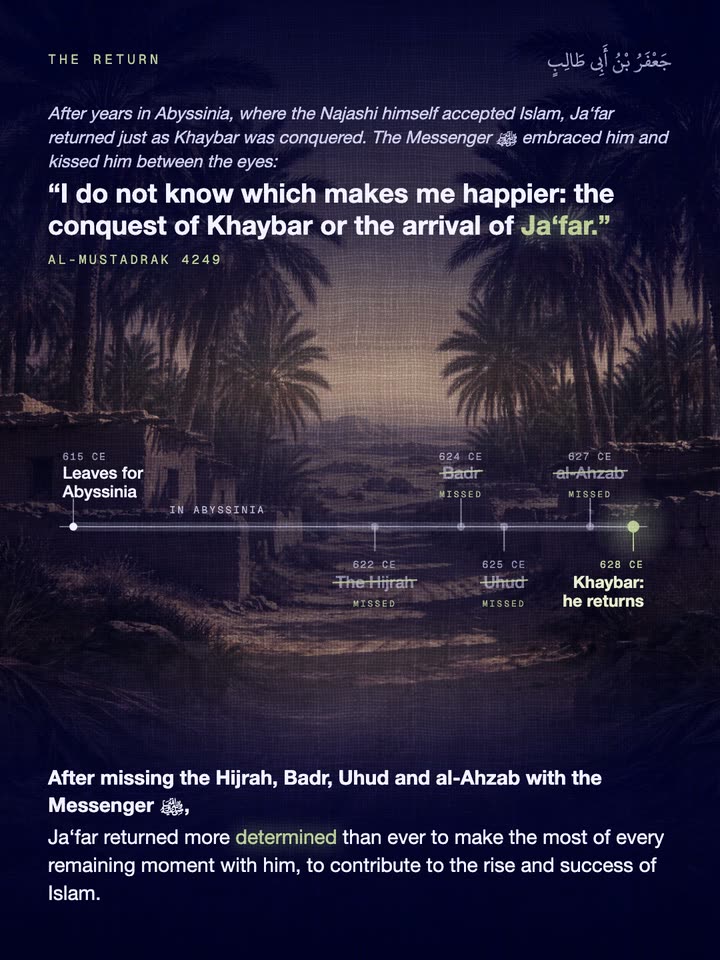 THE RETURN
جَعْفَرُ بْنُ أَبِي طَالِبٍ
After years in Abyssinia, where the Najashi himself accepted Islam, Ja‘far
returned just as Khaybar was conquered. The Messenger ﷺ embraced him and
kissed him between the eyes:
“I do not know which makes me happier: the
conquest of Khaybar or the arrival of Ja‘far.”
AL-MUSTADRAK 4249
615 CE
Leaves for
Abyssinia
IN ABYSSINIA
622 CE
The Hijrah
MISSED
624 CE
Badr
MISSED
625 CE
Uhud
MISSED
627 CE
al-Ahzab
MISSED
628 CE
Khaybar:
he returns
After missing the Hijrah, Badr, Uhud and al-Ahzab with the
Messenger ﷺ,
Ja‘far returned more determined than ever to make the most of every
remaining moment with him, to contribute to the rise and success of
Islam.